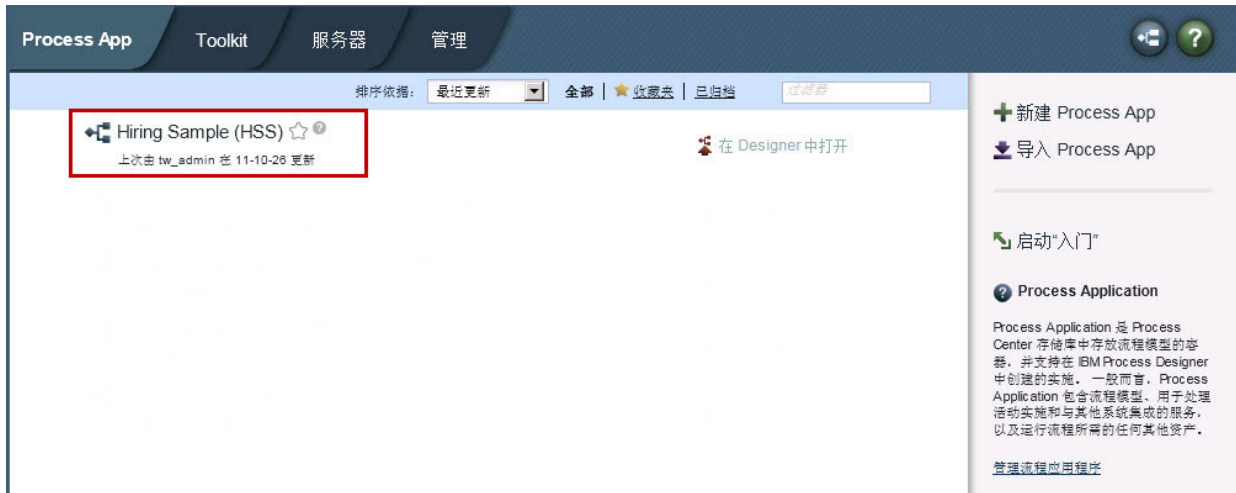 Process App Toolkit 服务器 管理
排序依据: 最近更新 全部 | 收藏夹 | 已归档 过滤器
Hiring Sample (HSS)
上次由 tw_admin 在 11-10-26 更新
在 Designer 中打开
新建 Process App
导入 Process App
启动“入门”
Process Application
Process Application 是 Process
Center 存储库中存放流程模型的容
器，并支持在 IBM Process Designer
中创建的实施。 一般而言，Process
Application 包含流程模型、用于处理
活动实施和与其他系统集成的服务，
以及运行流程所需的任何其他资产。
管理流程应用程序